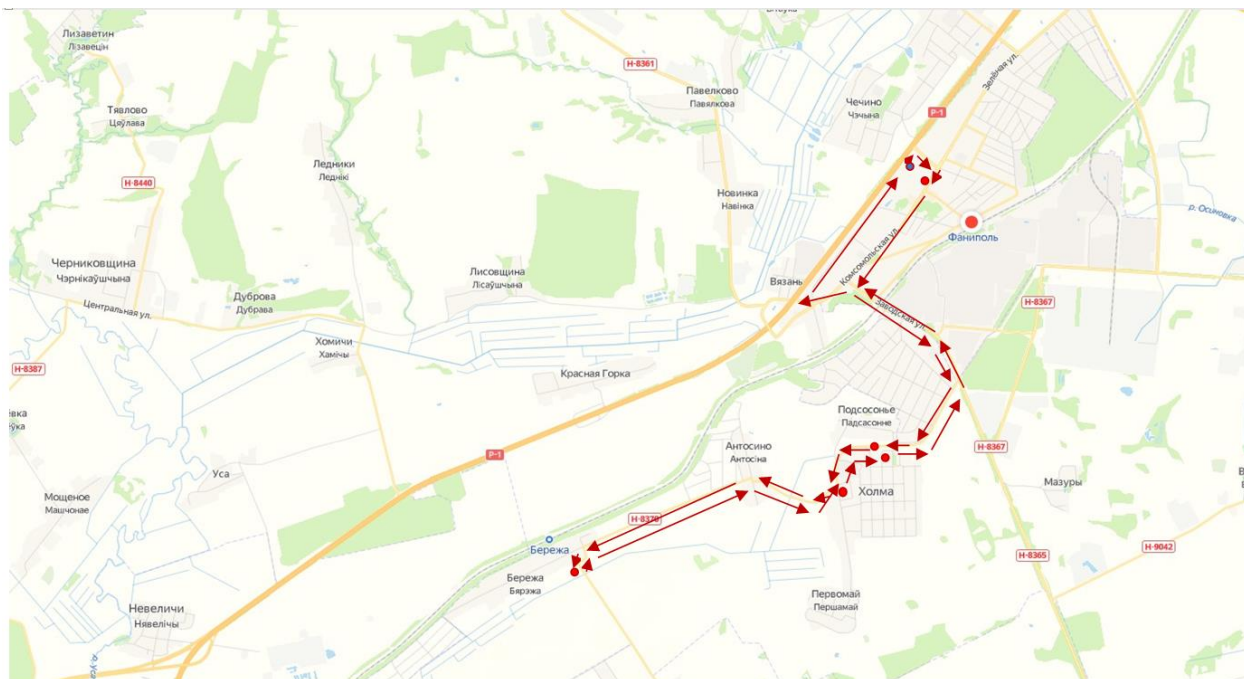 Лизаветин
Лізавецін
Тявлово
Цяўлава
Н-8440
Ледники
Леднікі
Н-8361
Павелково
Павялкова
Чечино
Чэчына
Зелёная ул.
Р-1
Новинка
Навінка
р. Осиновка
Фаниполь
Комсомольская ул.
Черниковщина
Чэрнікаўшчына
Дуброва
Дубрава
Центральная ул.
Лисовщина
Лісаўшчына
Вязань
Заводская ул.
Н-8367
Хомичи
Хамічы
Н-8387
Красная Горка
Подсосонье
Падсасонне
Н-8367
Антосино
Антосіна
Р-1
Уса
Мощеное
Машчонае
Холма
Мазуры
Н-8370
Бережа
Н-8365
Н-9042
Бережа
Бярэжа
Первомай
Першамай
Невеличи
Нявелічы
р. Уса